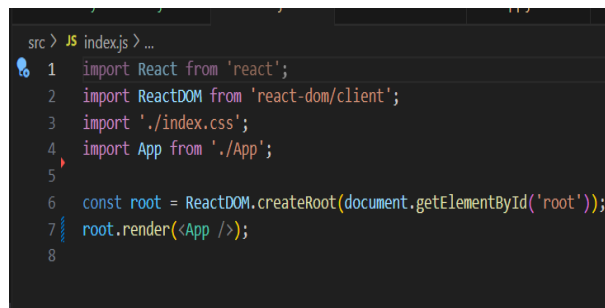 src > JS index.js > ...
1 import React from 'react';
2 import ReactDOM from 'react-dom/client';
3 import './index.css';
4 import App from './App';
5
6 const root = ReactDOM.createRoot(document.getElementById('root'));
7 root.render(<App />);
8